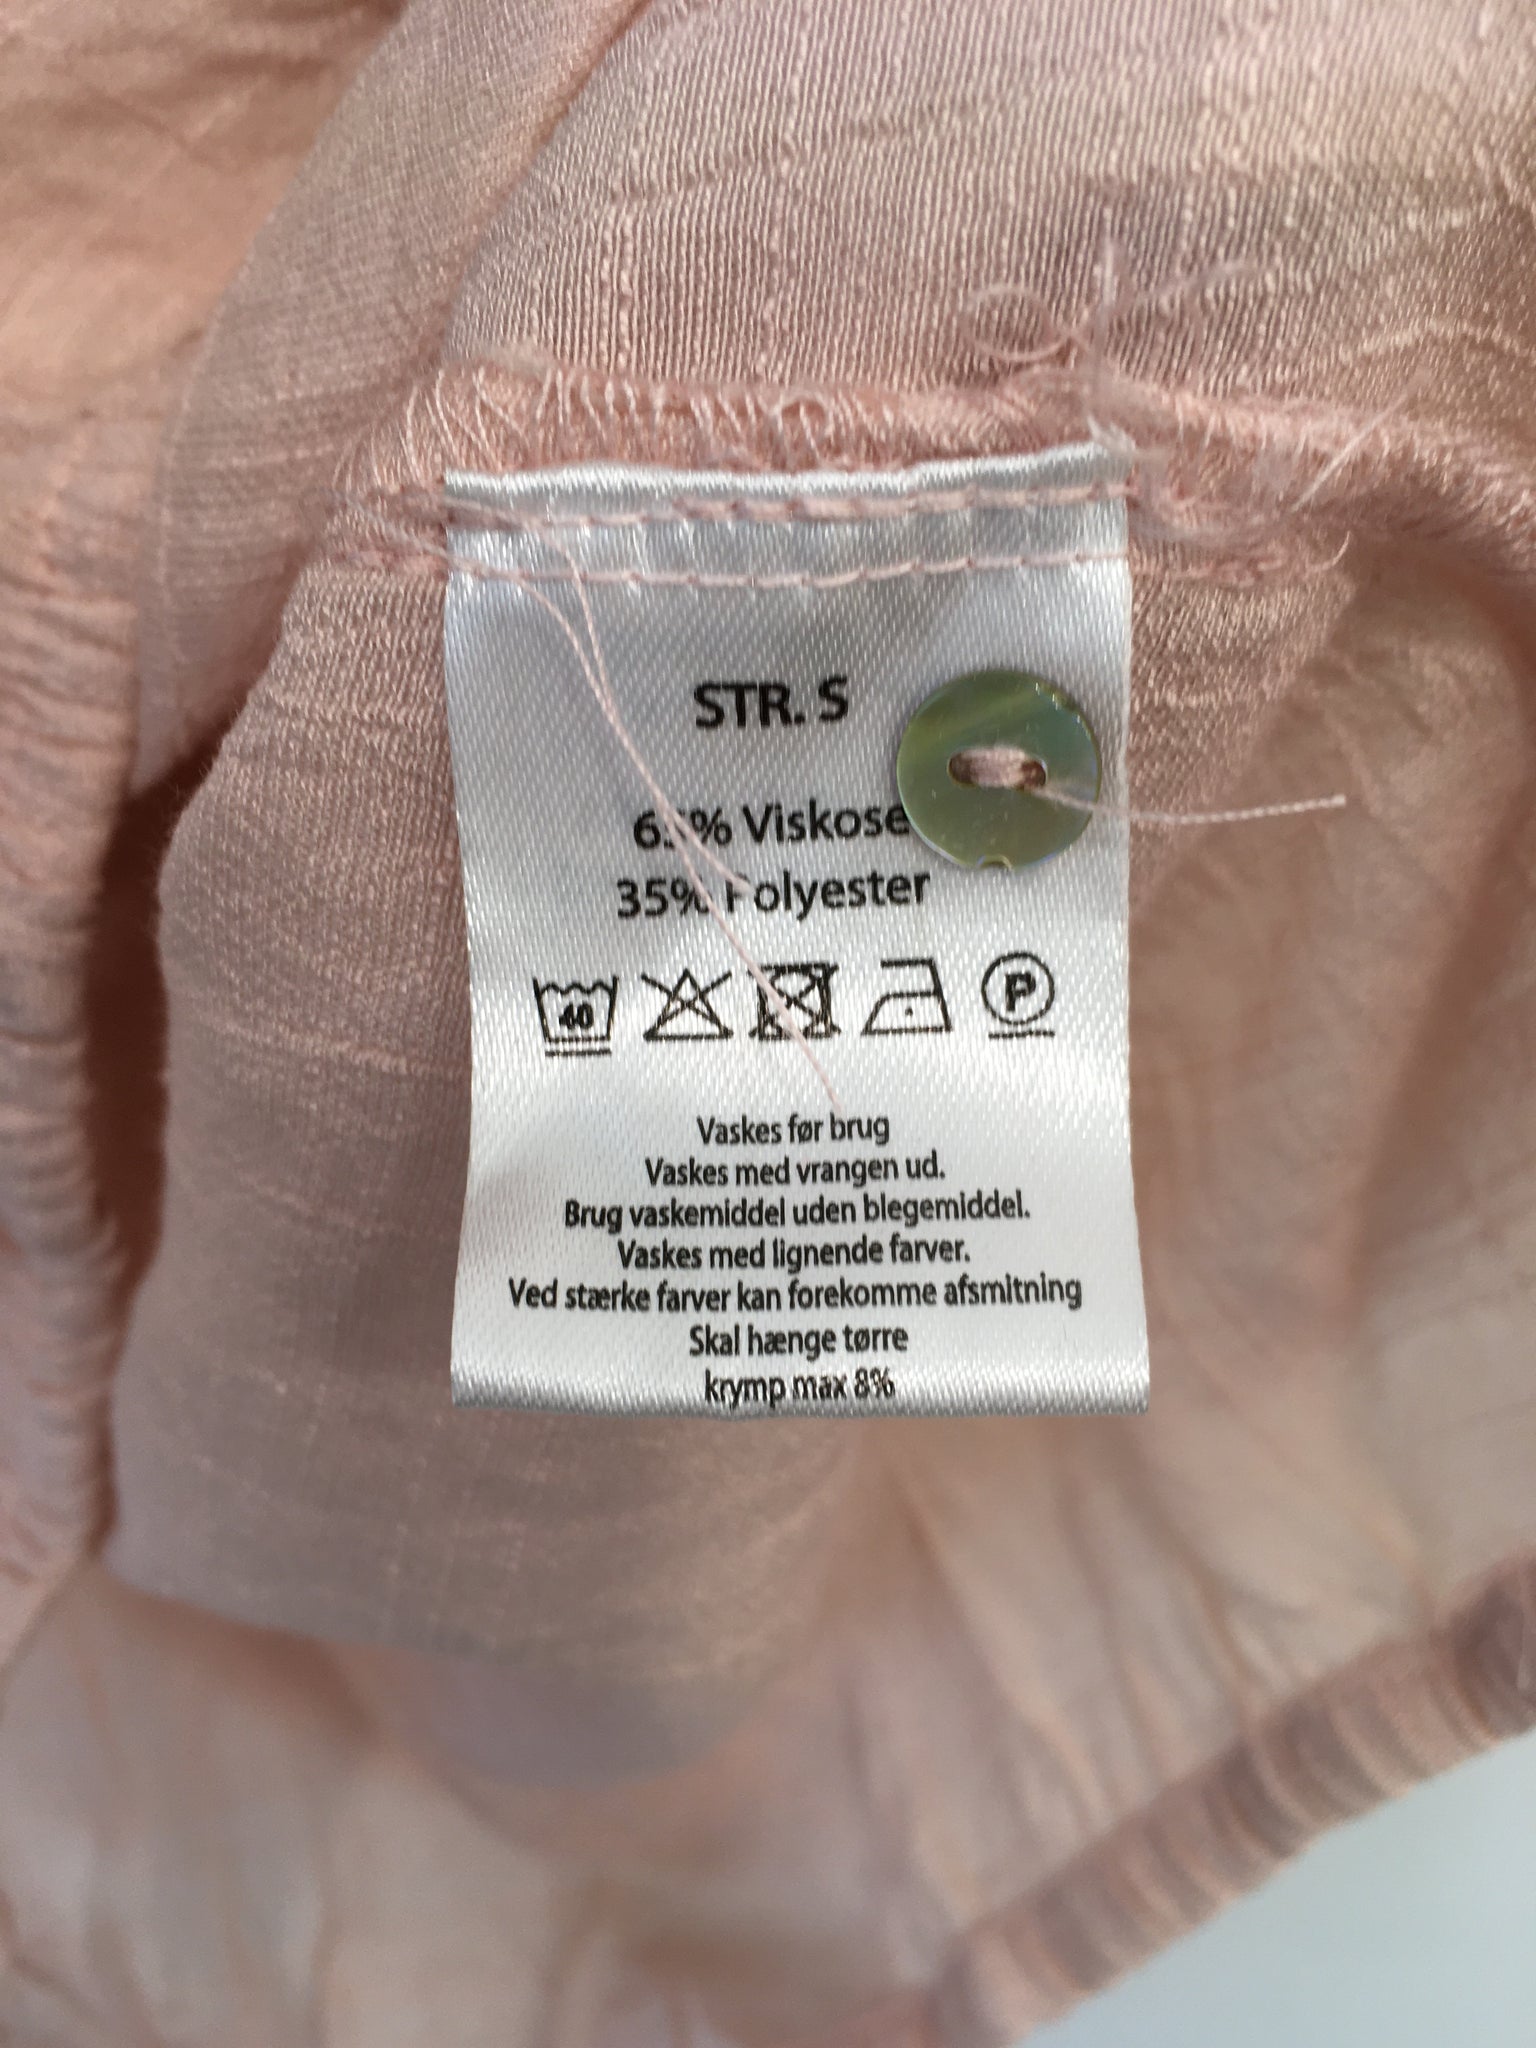 STR. S
65% Viskose
35% Polyester
40 P
Vaskes før brug
Vaskes med vrangen ud.
Brug vaskemiddel uden blegemiddel.
Vaskes med lignende farver.
Ved stærke farver kan forekomme afsmitning
Skal hænge tørre
krymp max 8%